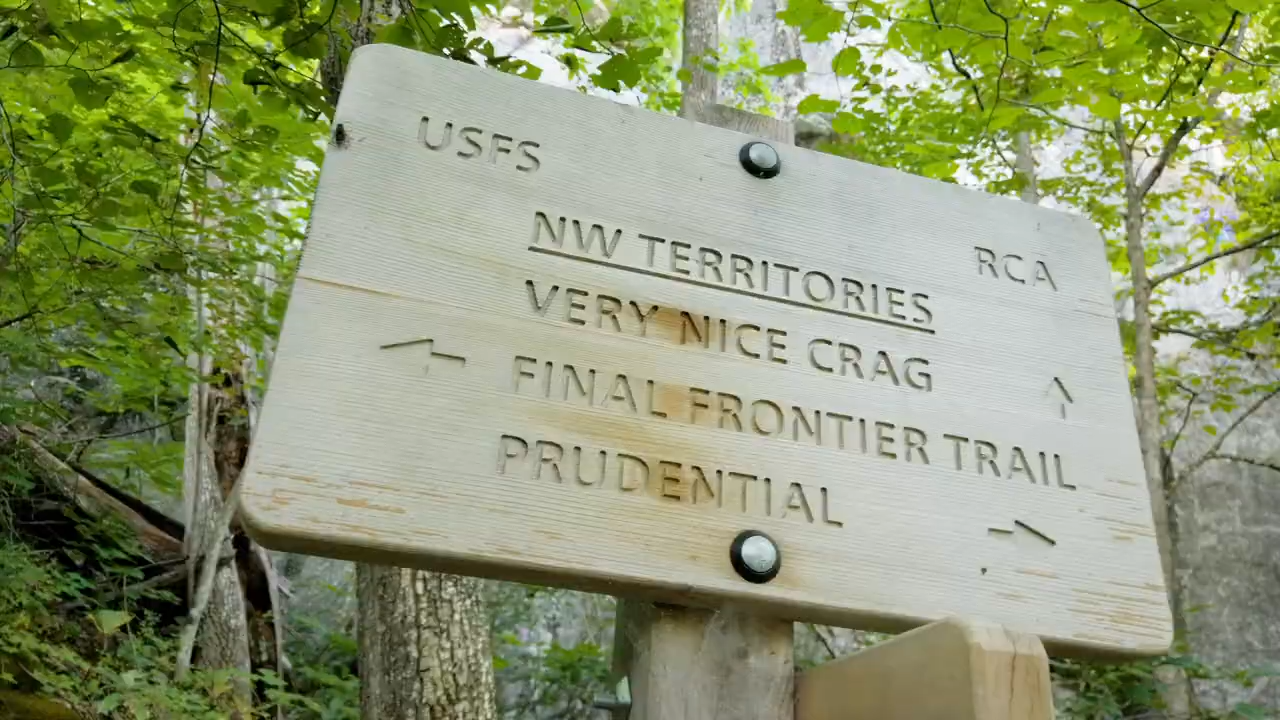 USFS
RCA
NW TERRITORIES
VERY NICE CRAG
FINAL FRONTIER TRAIL
PRUDENTIAL